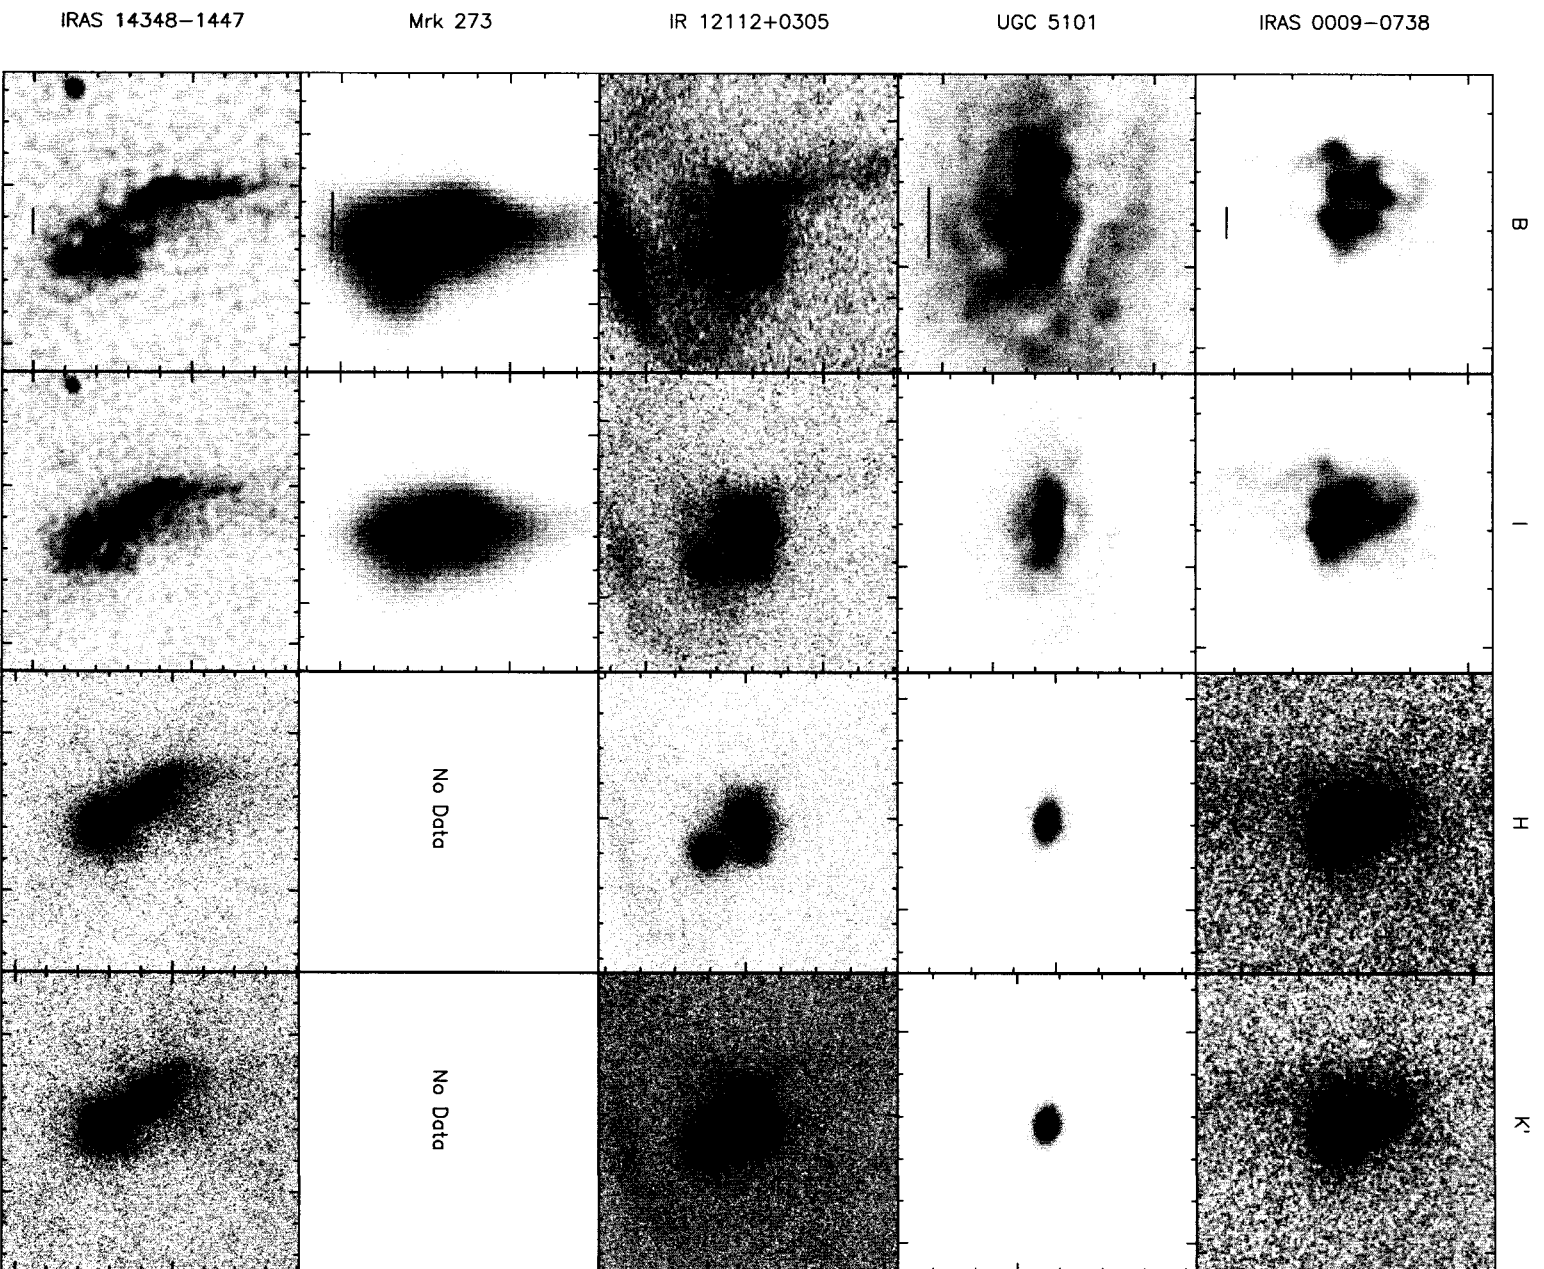 IRAS 14348-1447 Mrk 273 IR 12112+0305 UGC 5101 IRAS 0009-0738
B
I
No Data
H
No Data
K'